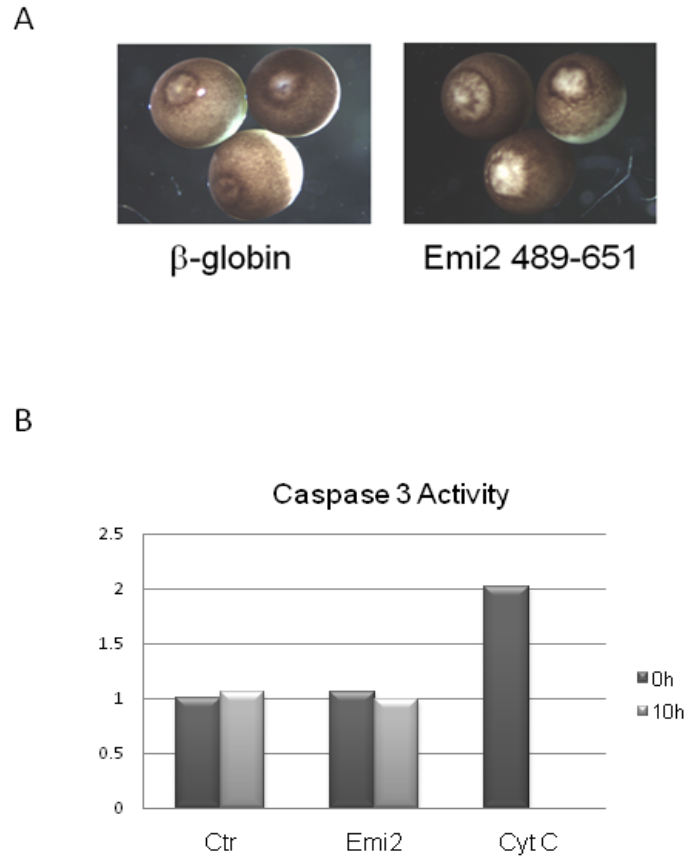 A
β-globin
Emi2 489-651
B
Caspase 3 Activity
2.5
2
1.5
1
0.5
0
0h
10h
Ctr
Emi2
Cyt C